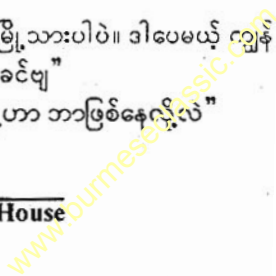 မြို့သားပါပဲ။ ဒါပေမယ့် ကျွန်
ခင်ဗျ"
ဟာ ဘာဖြစ်နေလို့လဲ"
House
www.burmeseclassic.com